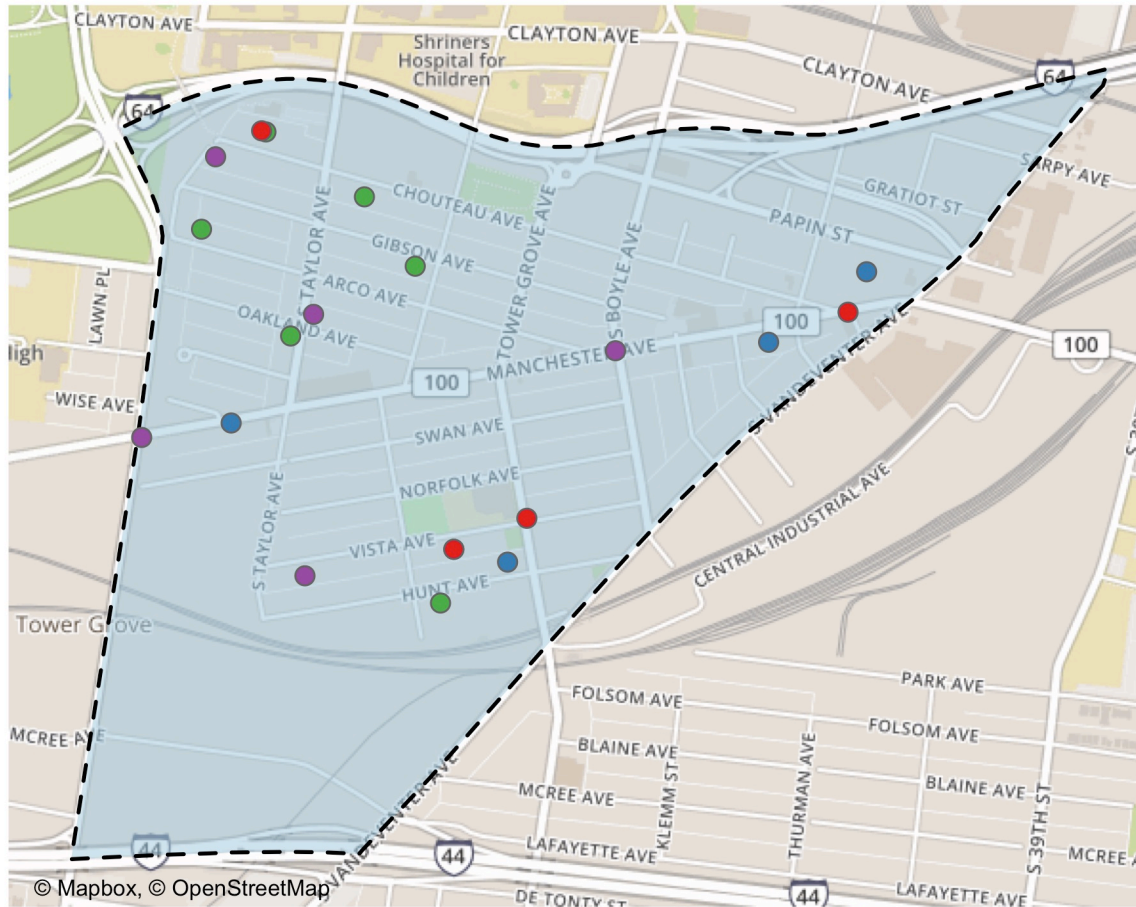 CLAYTON AVE
CLAYTON AVE
Shriners
Hospital for
Children
CLAYTON AVE
64
64
SARPY AVE
GRATIOT ST
CHOUTEAU AVE
PAPIN ST
S TAYLOR AVE
GIBSON AVE
TOWER GROVE AVE
S BOYLE AVE
ARCO AVE
LAWN PL
OAKLAND AVE
100
MANCHESTER AVE
S VANDEVENTER AVE
100
High
100
WISE AVE
SWAN AVE
NORFOLK AVE
S TAYLOR AVE
VISTA AVE
HUNT AVE
CENTRAL INDUSTRIAL AVE
Tower Grove
PARK AVE
FOLSOM AVE
FOLSOM AVE
MCREE AVE
BLAINE AVE
BLAINE AVE
KLEMM ST
THURMAN AVE
MCREE AVE
S 39TH ST
S VANDEVENTER AVE
44
44
LAFAYETTE AVE
MCREE A
44
LAFAYETTE AVE
DE TONTY ST
© Mapbox, © OpenStreetMap